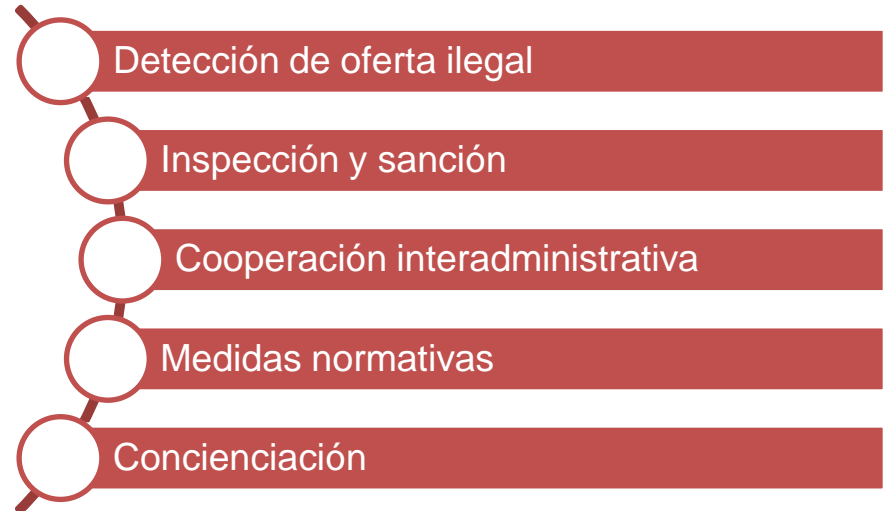 Detección de oferta ilegal
Inspección y sanción
Cooperación interadministrativa
Medidas normativas
Concienciación